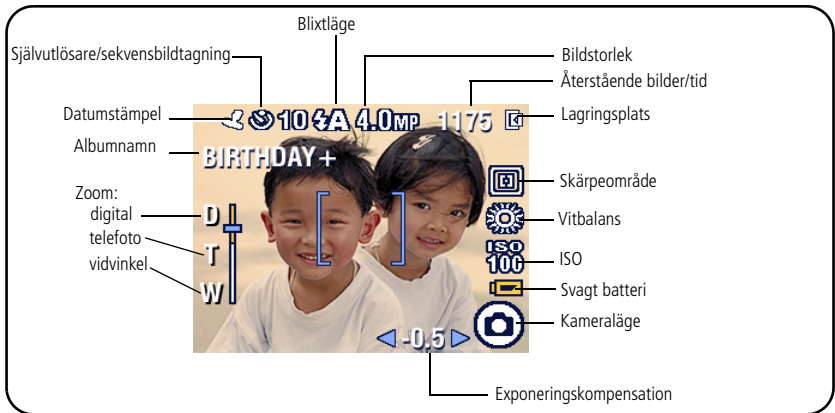 Blixtläge
Självutlösare/sekvensbildtagning
Bildstorlek
Återstående bilder/tid
Datumstämpel
10 A 4.0MP 1175
Lagringsplats
Albumnamn
BIRTHDAY+
Skärpeområde
Zoom:
digital
D
Vitbalans
telefoto
T
ISO
100
ISO
vidvinkel
W
Svagt batteri
Kameraläge
-0.5
Exponeringskompensation